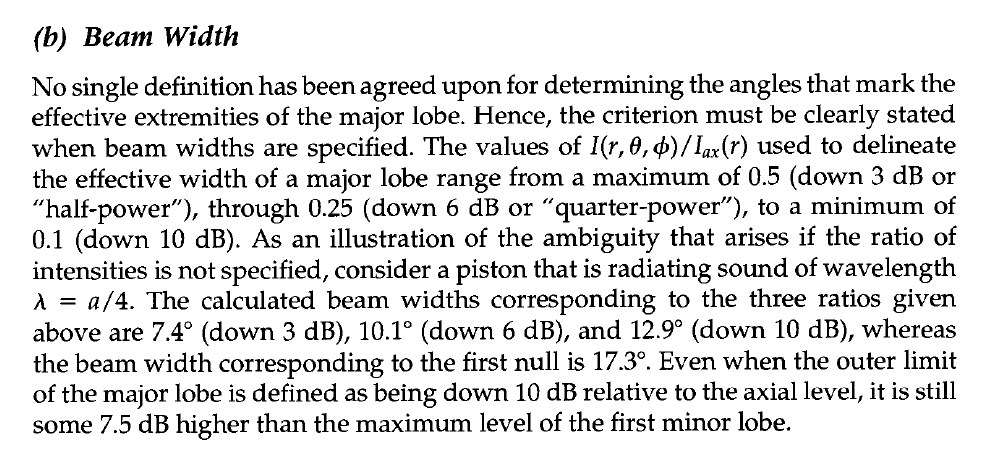 (b) Beam Width
No single definition has been agreed upon for determining the angles that mark the
effective extremities of the major lobe. Hence, the criterion must be clearly stated
when beam widths are specified. The values of I(r, θ, ϕ)/Iax(r) used to delineate
the effective width of a major lobe range from a maximum of 0.5 (down 3 dB or
“half-power”), through 0.25 (down 6 dB or “quarter-power”), to a minimum of
0.1 (down 10 dB). As an illustration of the ambiguity that arises if the ratio of
intensities is not specified, consider a piston that is radiating sound of wavelength
λ = a/4. The calculated beam widths corresponding to the three ratios given
above are 7.4° (down 3 dB), 10.1° (down 6 dB), and 12.9° (down 10 dB), whereas
the beam width corresponding to the first null is 17.3°. Even when the outer limit
of the major lobe is defined as being down 10 dB relative to the axial level, it is still
some 7.5 dB higher than the maximum level of the first minor lobe.